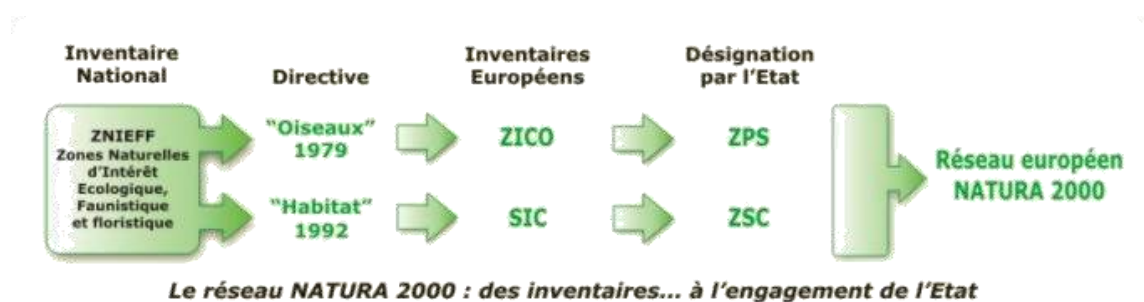 Inventaire
National
Directive
Inventaires
Européens
Désignation
par l'Etat
ZNIEFF
Zones Naturelles
d'Intérêt
Ecologique,
Faunistique
et floristique
"Oiseaux"
1979
ZICO
ZPS
"Habitat"
1992
SIC
ZSC
Réseau européen
NATURA 2000
Le réseau NATURA 2000 : des inventaires... à l'engagement de l'Etat